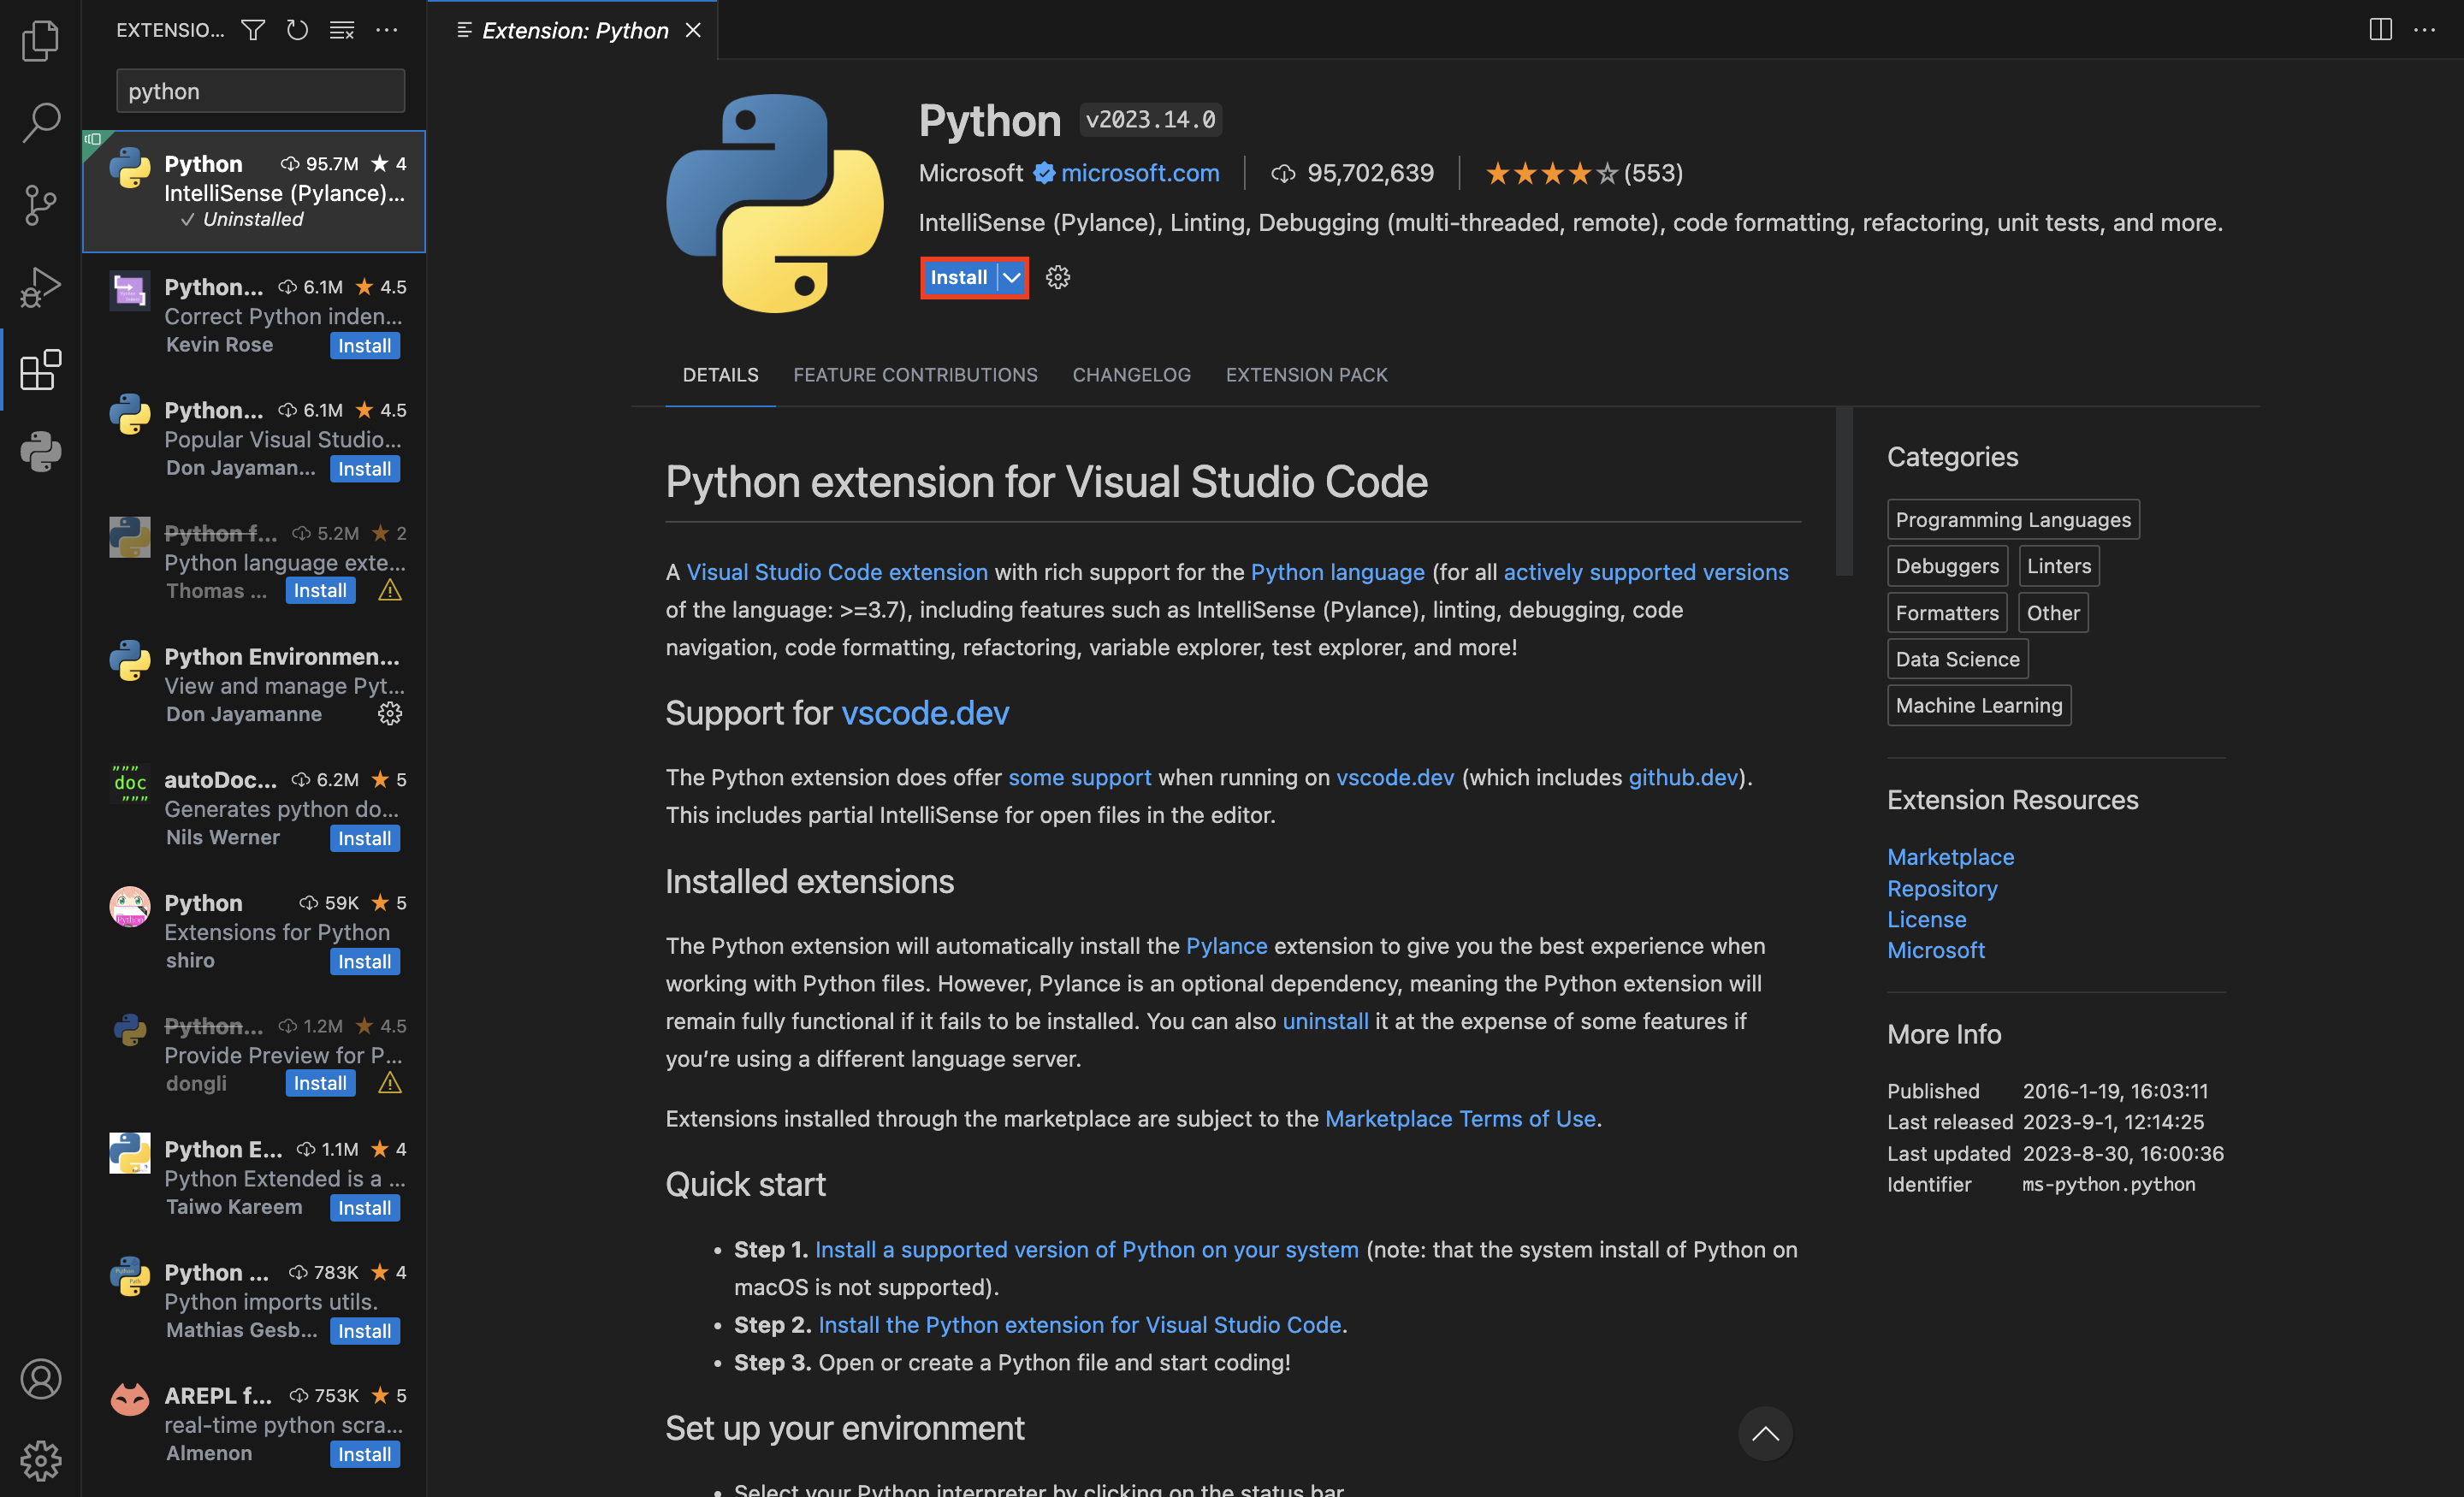 EXTENSIO...
python
Python 95.7M ★ 4
IntelliSense (Pylance)...
✓ Uninstalled
Python... 6.1M ★ 4.5
Correct Python inden...
Kevin Rose Install
Python... 6.1M ★ 4.5
Popular Visual Studio...
Don Jayaman... Install
Python f... 5.2M ★ 2
Python language exte...
Thomas ... Install
Python Environmen...
View and manage Pyt...
Don Jayamanne
"""
doc
"""
autoDoc... 6.2M ★ 5
Generates python do...
Nils Werner Install
Python 59K ★ 5
Extensions for Python
shiro Install
Python... 1.2M ★ 4.5
Provide Preview for P...
dongli Install
Python E... 1.1M ★ 4
Python Extended is a ...
Taiwo Kareem Install
Python ... 783K ★ 4
Python imports utils.
Mathias Gesb... Install
AREPL f... 753K ★ 5
real-time python scra...
Almenon Install
Extension: Python
Python v2023.14.0
Microsoft microsoft.com 95,702,639 ★★★★☆ (553)
IntelliSense (Pylance), Linting, Debugging (multi-threaded, remote), code formatting, refactoring, unit tests, and more.
Install
DETAILS FEATURE CONTRIBUTIONS CHANGELOG EXTENSION PACK
Python extension for Visual Studio Code
A Visual Studio Code extension with rich support for the Python language (for all actively supported versions
of the language: >=3.7), including features such as IntelliSense (Pylance), linting, debugging, code
navigation, code formatting, refactoring, variable explorer, test explorer, and more!
Support for vscode.dev
The Python extension does offer some support when running on vscode.dev (which includes github.dev).
This includes partial IntelliSense for open files in the editor.
Installed extensions
The Python extension will automatically install the Pylance extension to give you the best experience when
working with Python files. However, Pylance is an optional dependency, meaning the Python extension will
remain fully functional if it fails to be installed. You can also uninstall it at the expense of some features if
you’re using a different language server.
Extensions installed through the marketplace are subject to the Marketplace Terms of Use.
Quick start
• Step 1. Install a supported version of Python on your system (note: that the system install of Python on
macOS is not supported).
• Step 2. Install the Python extension for Visual Studio Code.
• Step 3. Open or create a Python file and start coding!
Set up your environment
• Select your Python interpreter by clicking on the status bar
Categories
Programming Languages
Debuggers Linters
Formatters Other
Data Science
Machine Learning
Extension Resources
Marketplace
Repository
License
Microsoft
More Info
Published 2016-1-19, 16:03:11
Last released 2023-9-1, 12:14:25
Last updated 2023-8-30, 16:00:36
Identifier ms-python.python